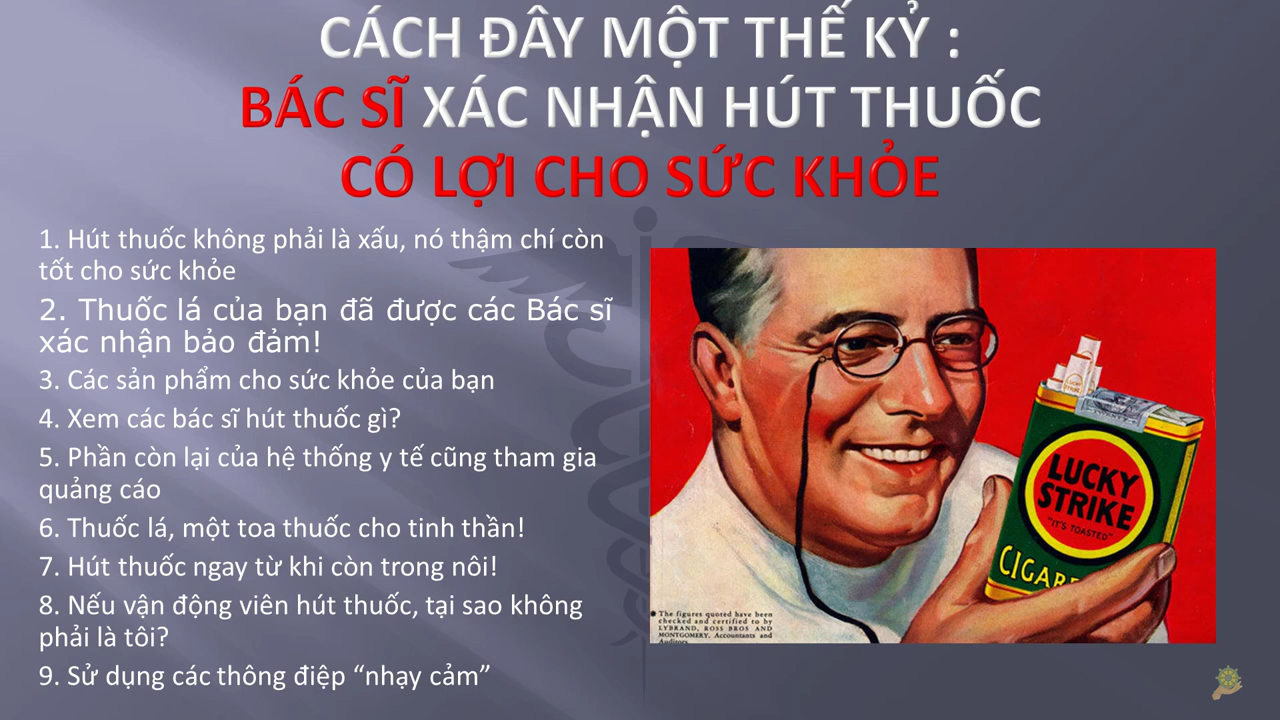 CÁCH ĐÂY MỘT THẾ KỶ :
BÁC SĨ XÁC NHẬN HÚT THUỐC
CÓ LỢI CHO SỨC KHỎE
1. Hút thuốc không phải là xấu, nó thậm chí còn
tốt cho sức khỏe
2. Thuốc lá của bạn đã được các Bác sĩ
xác nhận bảo đảm!
3. Các sản phẩm cho sức khỏe của bạn
4. Xem các bác sĩ hút thuốc gì?
5. Phần còn lại của hệ thống y tế cũng tham gia
quảng cáo
6. Thuốc lá, một toa thuốc cho tinh thần!
7. Hút thuốc ngay từ khi còn trong nôi!
8. Nếu vận động viên hút thuốc, tại sao không
phải là tôi?
9. Sử dụng các thông điệp “nhạy cảm”
LUCKY
STRIKE
LUCKY
STRIKE
"IT'S TOASTED"
CIGAR
The figures quoted have been
checked and certified to by
LYBRAND, ROSS BROS AND
MONTGOMERY, Accountants and
Auditors